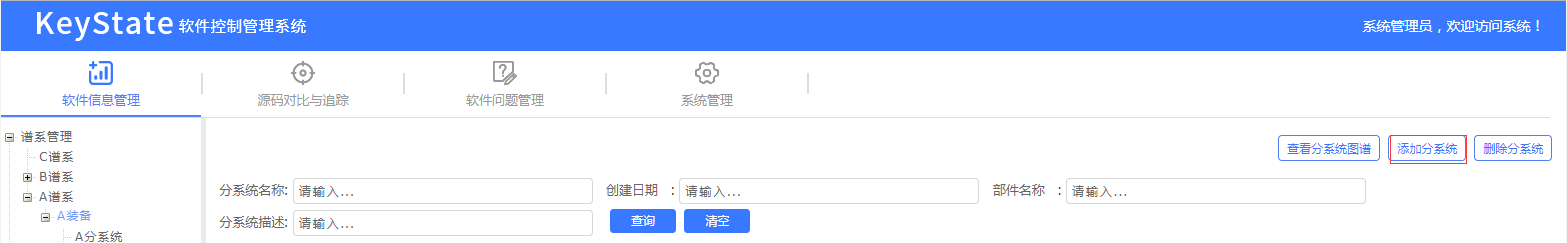 KeyState 软件控制管理系统
系统管理员，欢迎访问系统！
软件信息管理
源码对比与追踪
软件问题管理
系统管理
谱系管理
C谱系
B谱系
A谱系
A装备
A分系统
查看分系统图谱
添加分系统
删除分系统
分系统名称: 请输入...
创建日期 : 请输入...
部件名称 : 请输入...
分系统描述: 请输入...
查询
清空